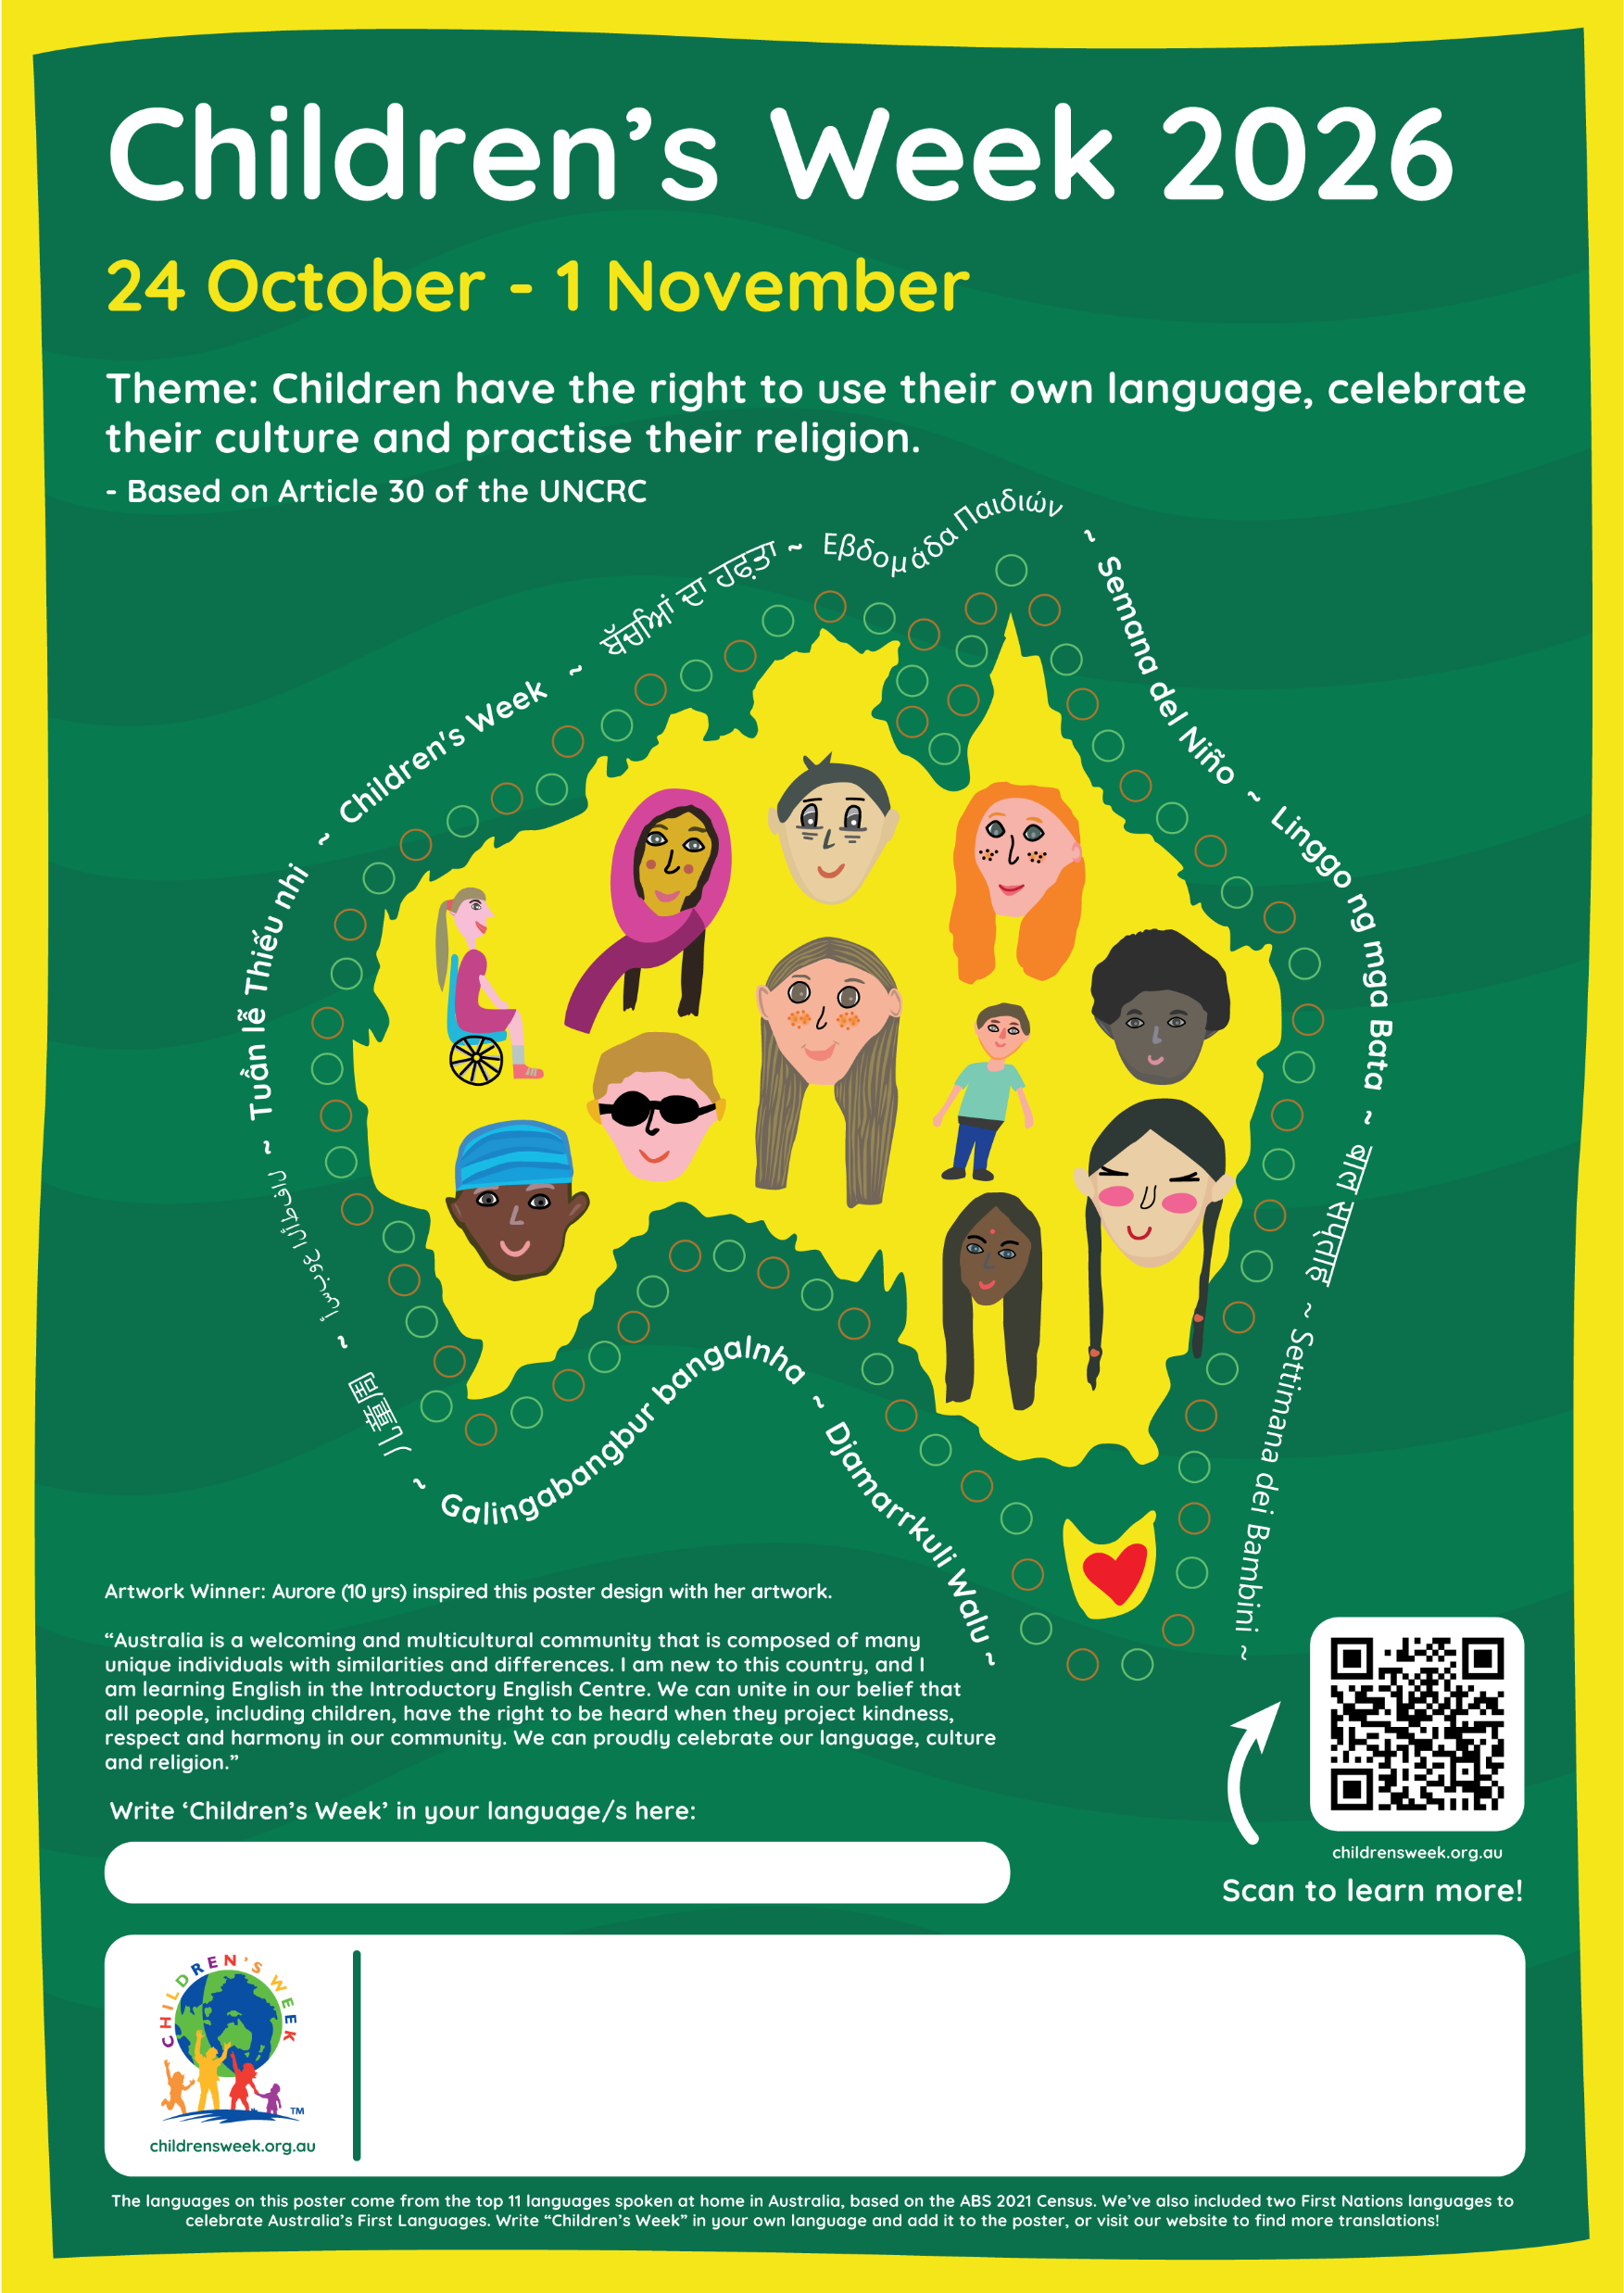 Children's Week 2026
24 October - 1 November
Theme: Children have the right to use their own language, celebrate
their culture and practise their religion.
- Based on Article 30 of the UNCRC
~ Children's Week ~
ਬੱਚਿਆਂ ਦਾ ਹਫ਼ਤਾ ~
Εβδομάδα Παιδιών ~
Semana del Niño ~
Linggo ng mga Bata ~
बाल सप्ताह ~
Settimana dei Bambini ~
Djamarrkuli Walu ~
Galingabangbur bangalnha ~
儿童周 ~
أسبوع الأطفال ~
Tuần lễ Thiếu nhi
Artwork Winner: Aurore (10 yrs) inspired this poster design with her artwork.
“Australia is a welcoming and multicultural community that is composed of many
unique individuals with similarities and differences. I am new to this country, and I
am learning English in the Introductory English Centre. We can unite in our belief that
all people, including children, have the right to be heard when they project kindness,
respect and harmony in our community. We can proudly celebrate our language, culture
and religion.”
Write ‘Children’s Week’ in your language/s here:
childrensweek.org.au
Scan to learn more!
CHILDREN'S WEEK
TM
childrensweek.org.au
The languages on this poster come from the top 11 languages spoken at home in Australia, based on the ABS 2021 Census. We’ve also included two First Nations languages to
celebrate Australia’s First Languages. Write “Children’s Week” in your own language and add it to the poster, or visit our website to find more translations!